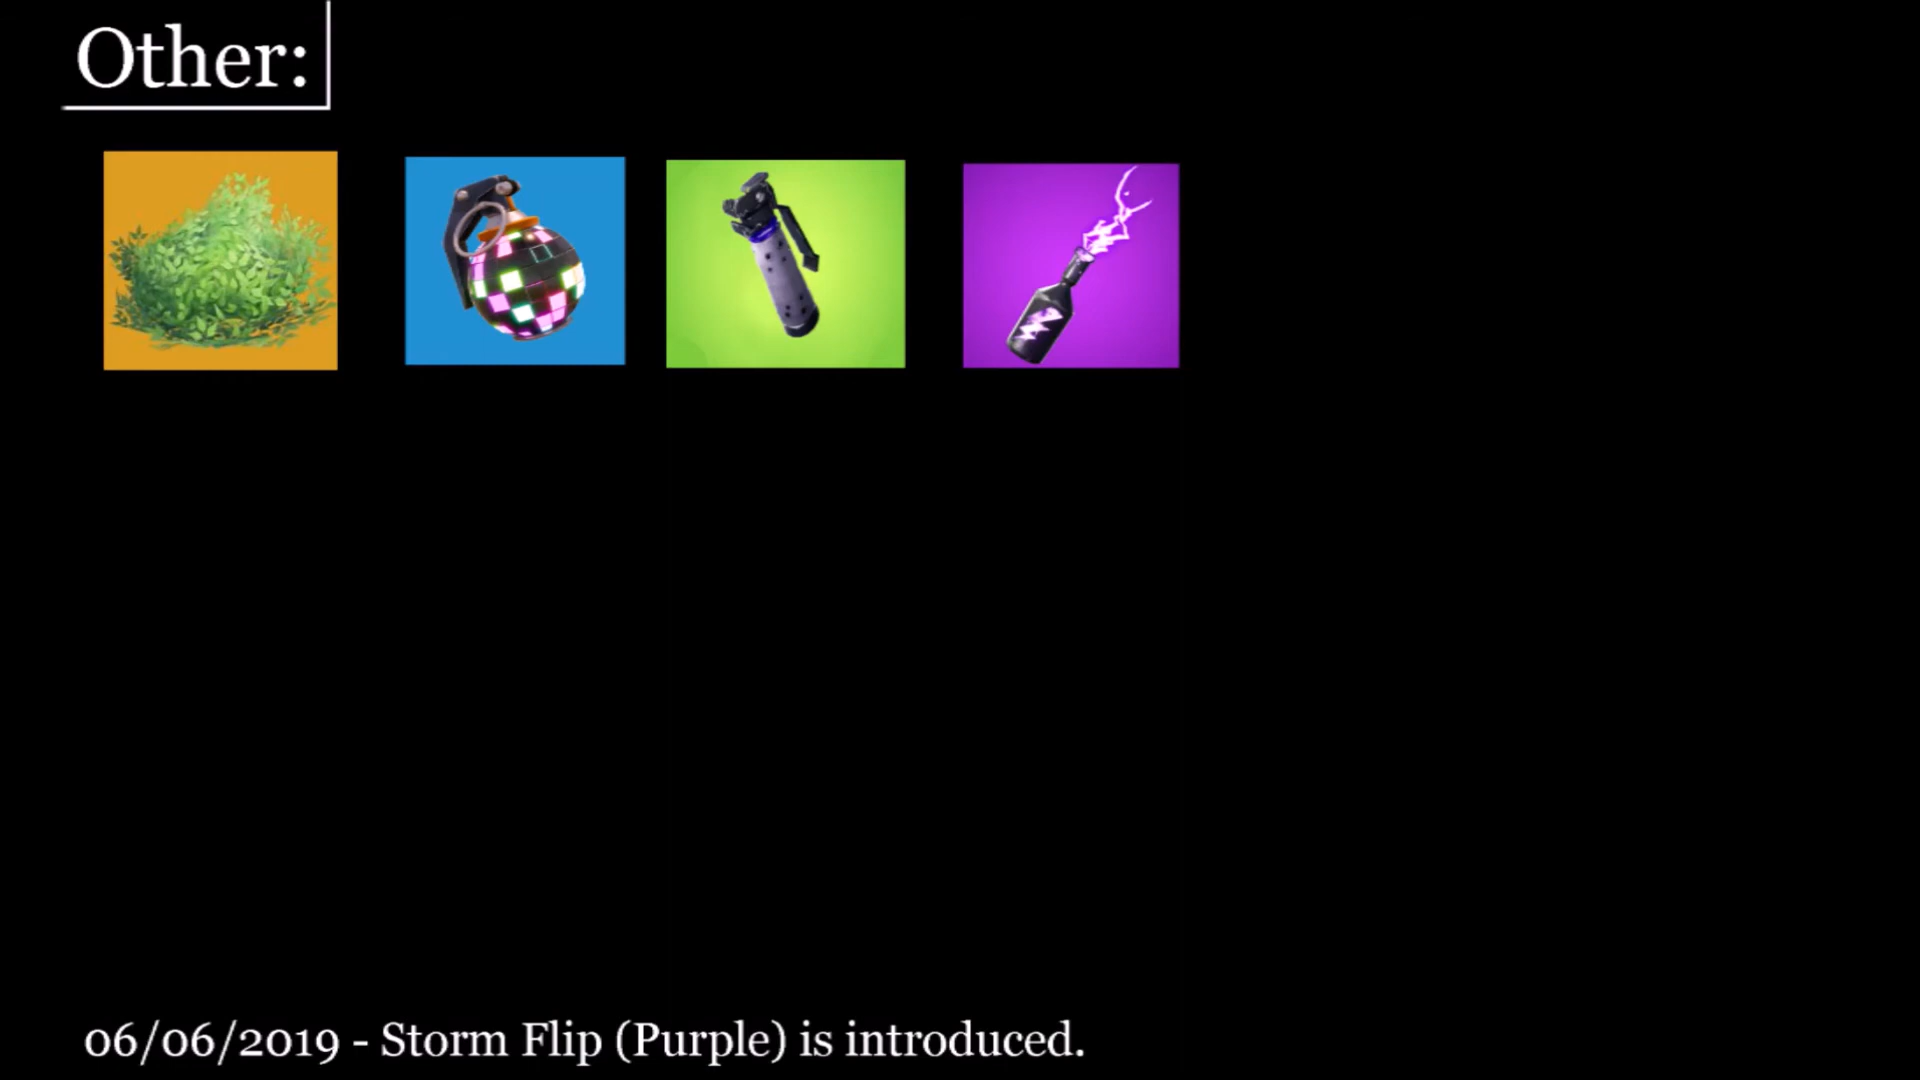 Other:
06/06/2019 - Storm Flip (Purple) is introduced.